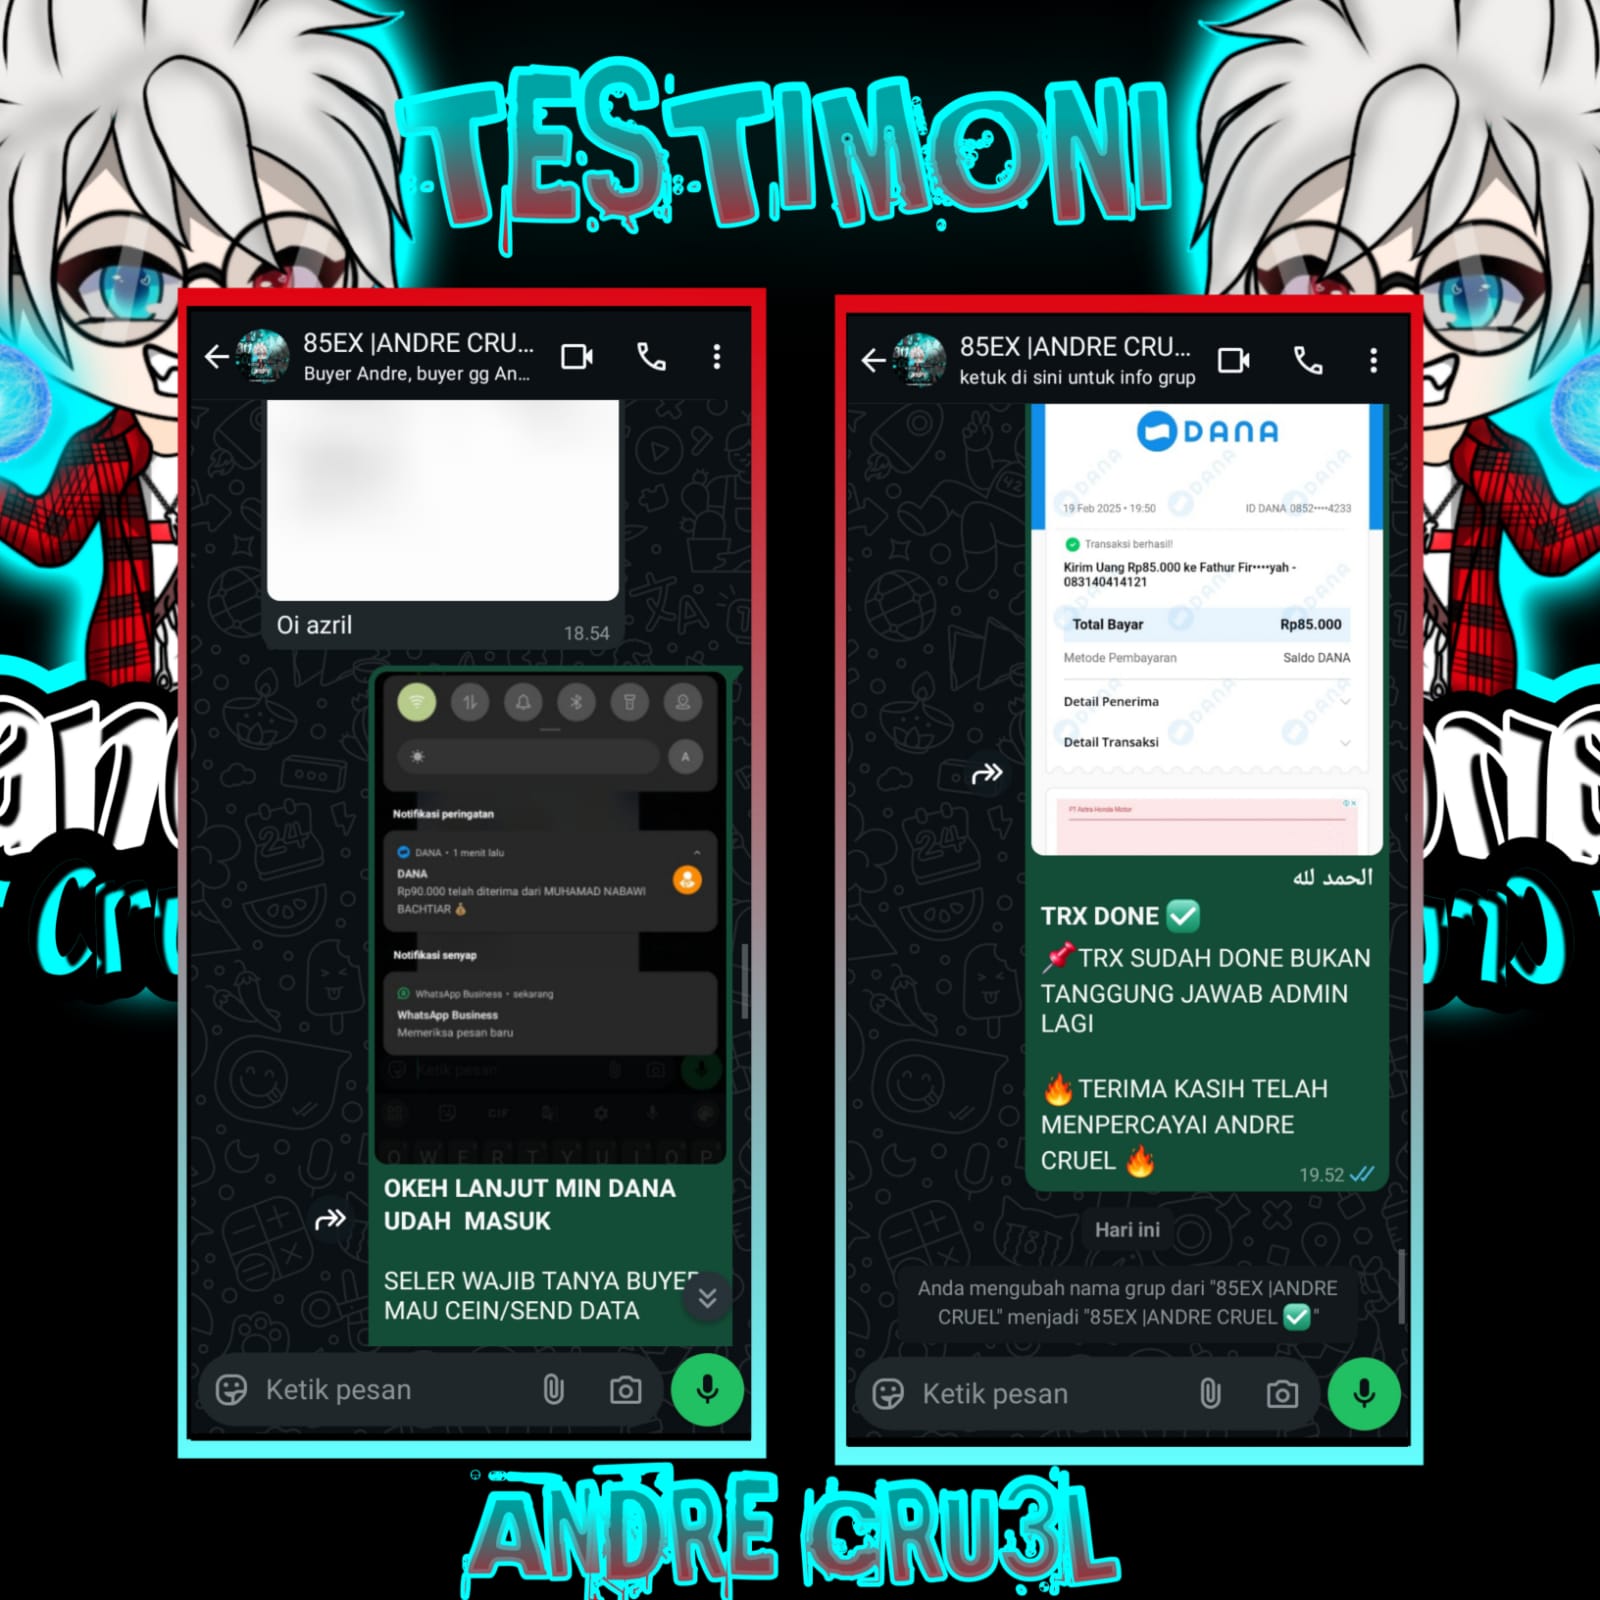 TESTIMONI
85EX |ANDRE CRU...
Buyer Andre, buyer gg An...
Oi azril
18.54
Notifikasi peringatan
DANA • 1 menit lalu
DANA
Rp90.000 telah diterima dari MUHAMAD NABAWI
BACHTIAR 💰
Notifikasi senyap
WhatsApp Business • sekarang
WhatsApp Business
Memeriksa pesan baru
Ketik pesan
GIF
Q W E R T Y U I O P
OKEH LANJUT MIN DANA
UDAH MASUK
SELER WAJIB TANYA BUYER
MAU CEIN/SEND DATA
Ketik pesan
85EX |ANDRE CRU...
ketuk di sini untuk info grup
DANA
19 Feb 2025 • 19:50
ID DANA 0852••••4233
Transaksi berhasil!
Kirim Uang Rp85.000 ke Fathur Fir••••yah -
083140414121
Total Bayar Rp85.000
Metode Pembayaran Saldo DANA
Detail Penerima
Detail Transaksi
PT Astra Honda Motor
الحمد لله
TRX DONE ✅
📌TRX SUDAH DONE BUKAN
TANGGUNG JAWAB ADMIN
LAGI
🔥TERIMA KASIH TELAH
MENPERCAYAI ANDRE
CRUEL 🔥
19.52
Hari ini
Anda mengubah nama grup dari "85EX |ANDRE
CRUEL" menjadi "85EX |ANDRE CRUEL ✅ "
Ketik pesan
ANDRE CRU3L